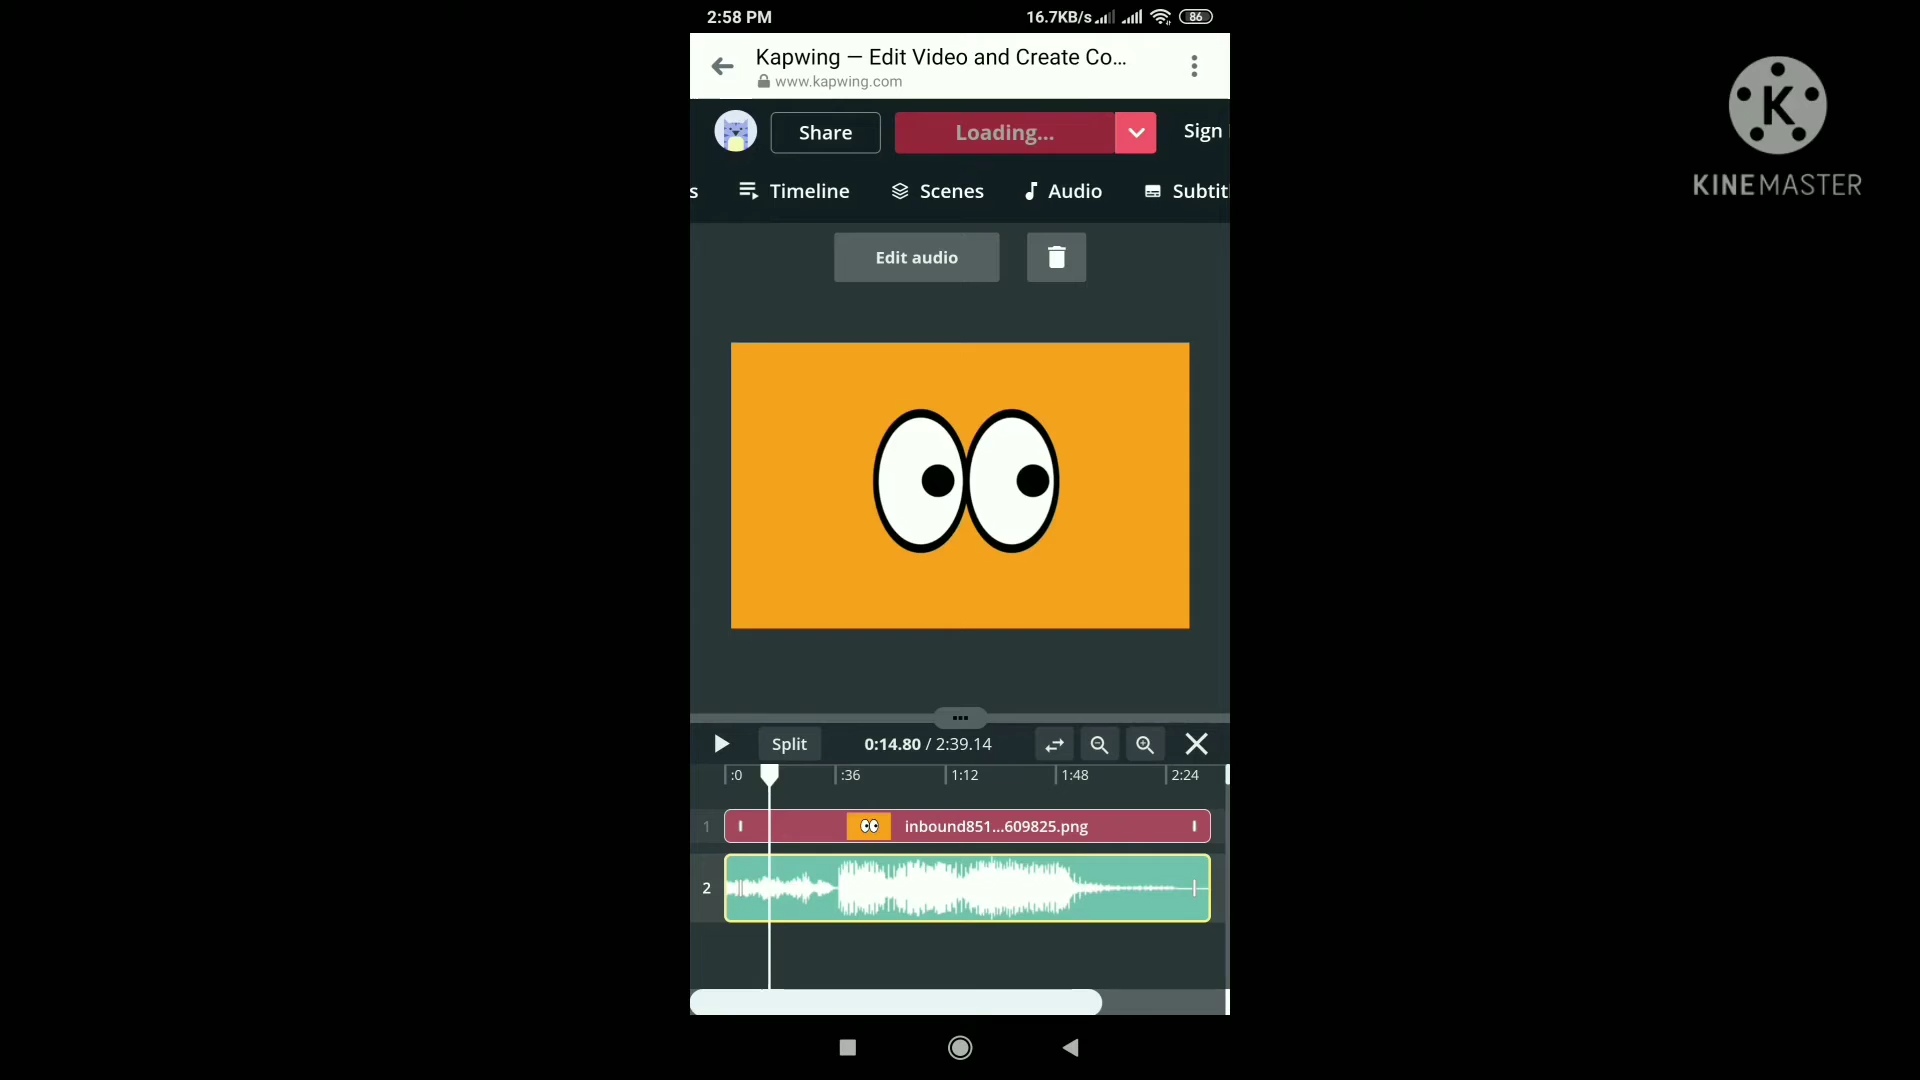 2:58 PM 16.7KB/s 86
Kapwing — Edit Video and Create Co...
www.kapwing.com
Share Loading... Sign
s Timeline Scenes Audio Subtit
Edit audio
Split 0:14.80 / 2:39.14
:0 :36 1:12 1:48 2:24
1 inbound851...609825.png
2
K
KINEMASTER